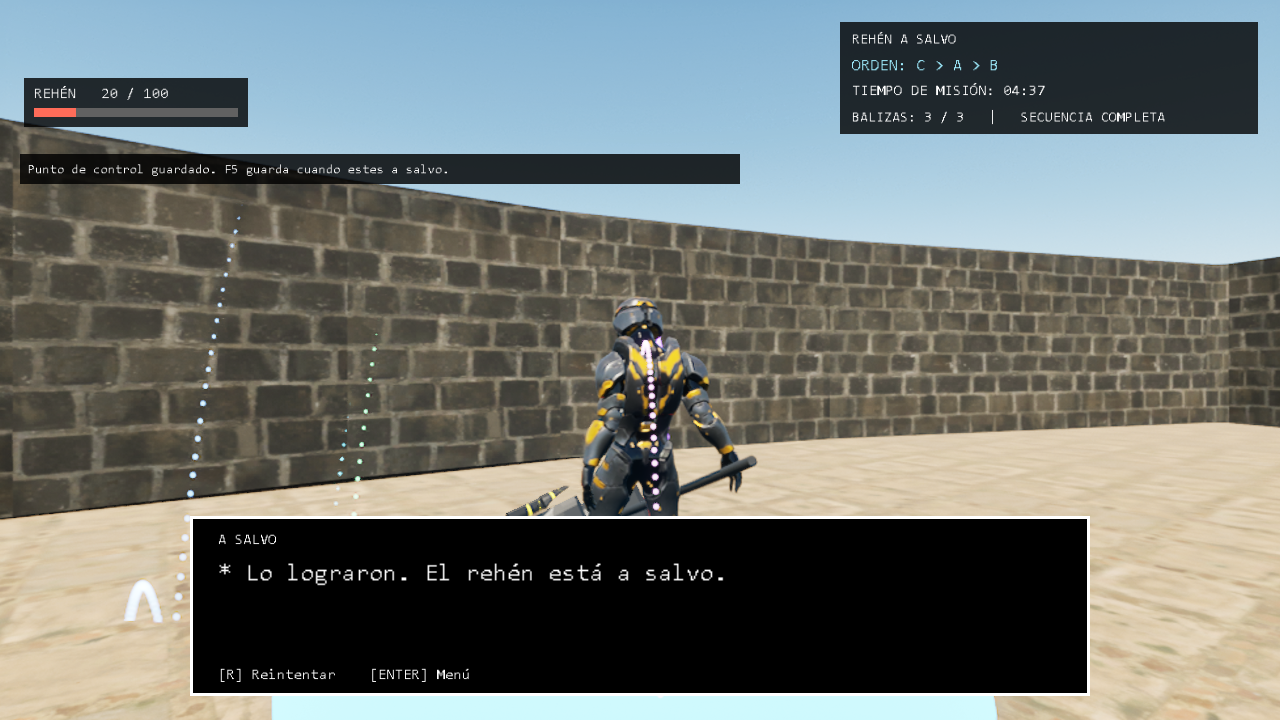 REHÉN 20 / 100
REHÉN A SALVO
ORDEN: C > A > B
TIEMPO DE MISIÓN: 04:37
BALIZAS: 3 / 3 | SECUENCIA COMPLETA
Punto de control guardado. F5 guarda cuando estes a salvo.
A SALVO
* Lo lograron. El rehén está a salvo.
[R] Reintentar [ENTER] Menú